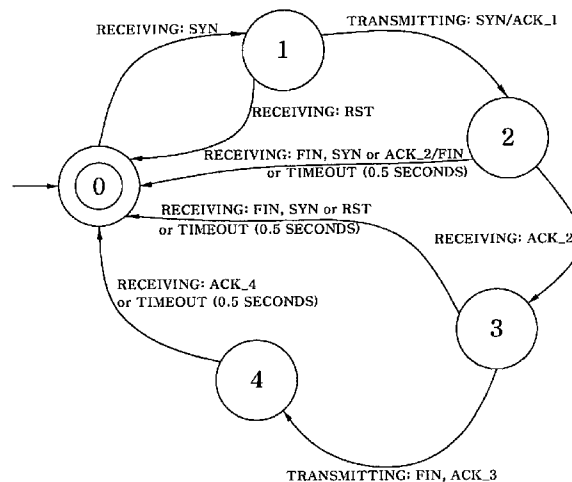 RECEIVING: SYN
TRANSMITTING: SYN/ACK_1
1
RECEIVING: RST
2
RECEIVING: FIN, SYN or ACK_2/FIN
or TIMEOUT (0.5 SECONDS)
0
RECEIVING: FIN, SYN or RST
or TIMEOUT (0.5 SECONDS)
RECEIVING: ACK_2
RECEIVING: ACK_4
or TIMEOUT (0.5 SECONDS)
3
4
TRANSMITTING: FIN, ACK_3